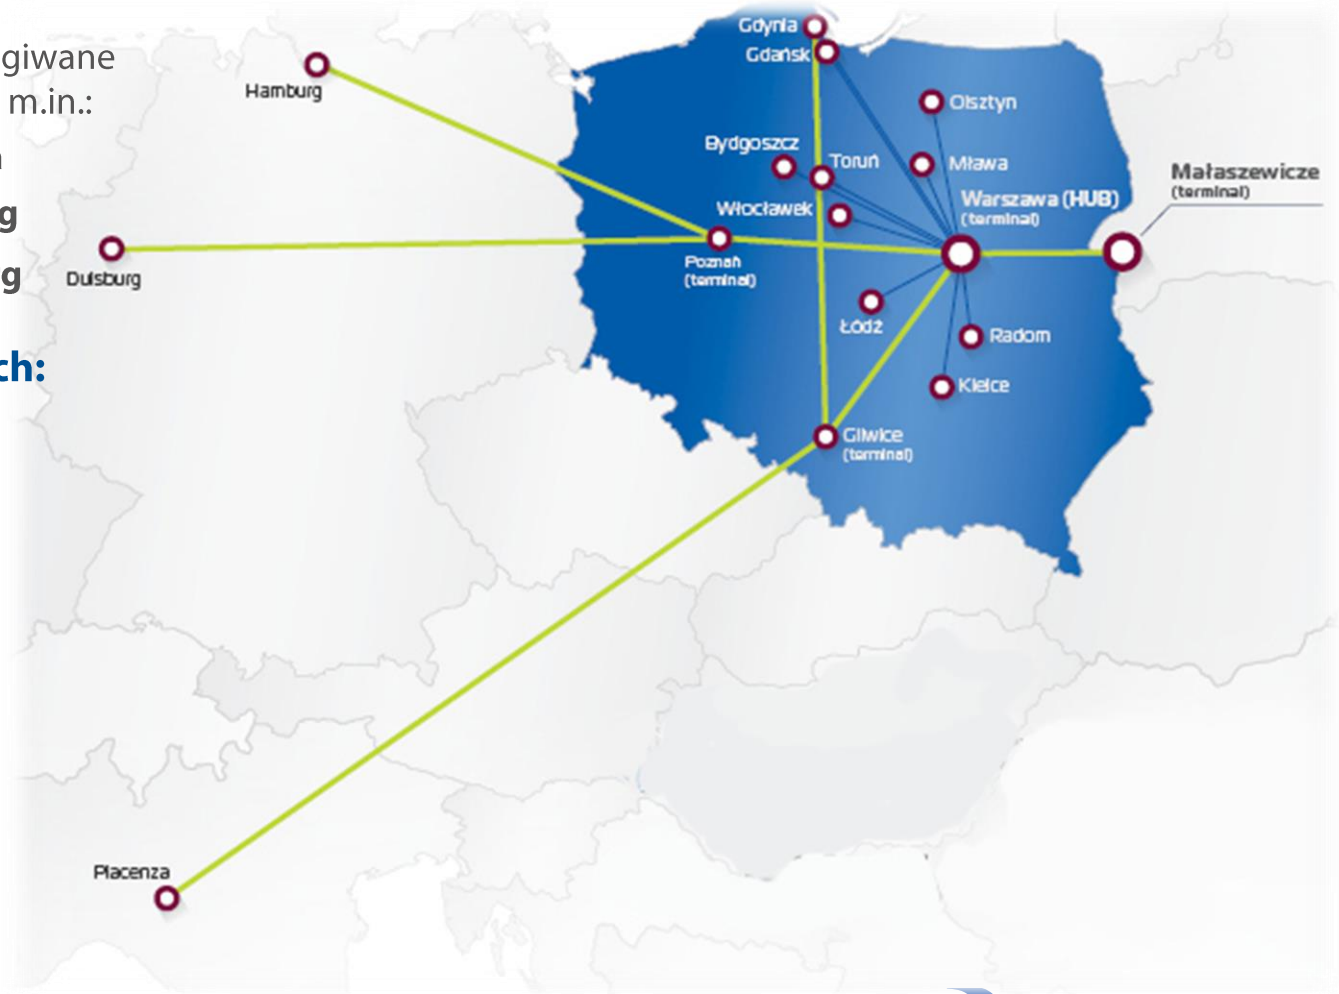 giwane
m.in.:
g
g
ch:
Gdynia
Gdańsk
Hamburg
Olsztyn
Bydgoszcz
Toruń
Mława
Małaszewicze
(terminal)
Warszawa (HUB)
(terminal)
Włocławek
Poznań
(terminal)
Duisburg
Łódź
Radom
Kielce
Gliwice
(terminal)
Piacenza